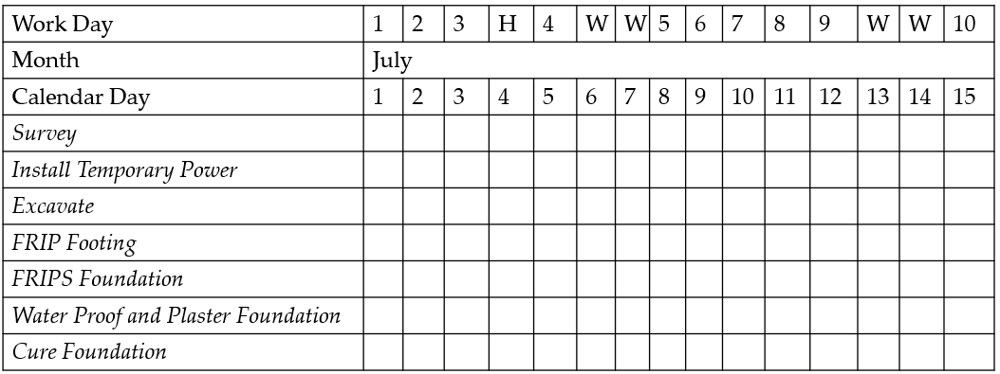 Work Day 1 2 3 H 4 W W 5 6 7 8 9 W W 10
Month July
Calendar Day 1 2 3 4 5 6 7 8 9 10 11 12 13 14 15
Survey
Install Temporary Power
Excavate
FRIP Footing
FRIPS Foundation
Water Proof and Plaster Foundation
Cure Foundation